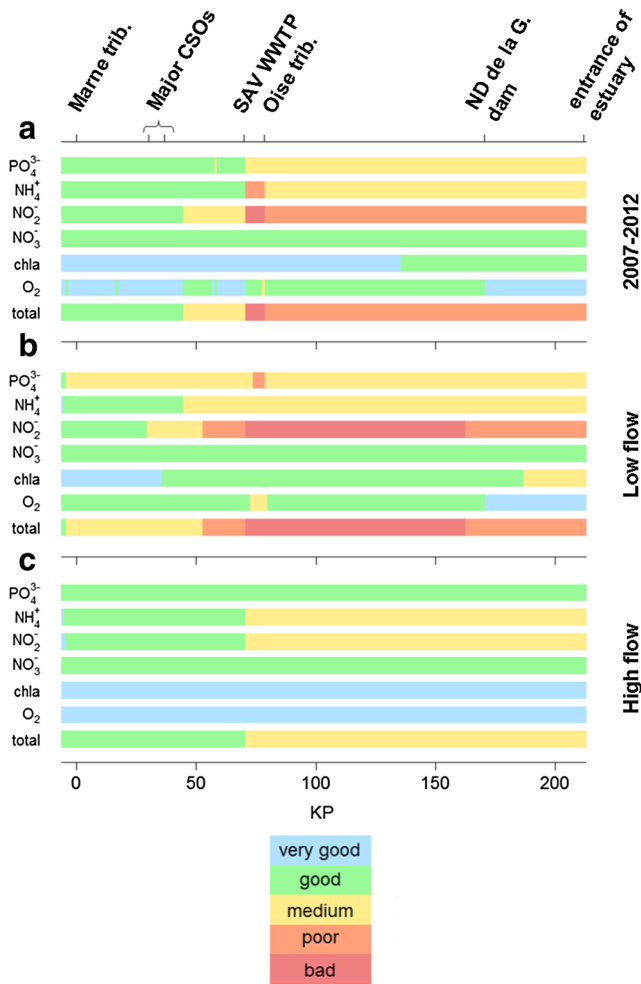 Marne trib.
Major CSOs
SAV WWTP
Oise trib.
ND de la G.
dam
entrance of
estuary
a
PO₄³⁻
NH₄⁺
NO₂⁻
NO₃⁻
chla
O₂
total
2007-2012
b
PO₄³⁻
NH₄⁺
NO₂⁻
NO₃⁻
chla
O₂
total
Low flow
c
PO₄³⁻
NH₄⁺
NO₂⁻
NO₃⁻
chla
O₂
total
High flow
0 50 100 150 200
KP
very good
good
medium
poor
bad